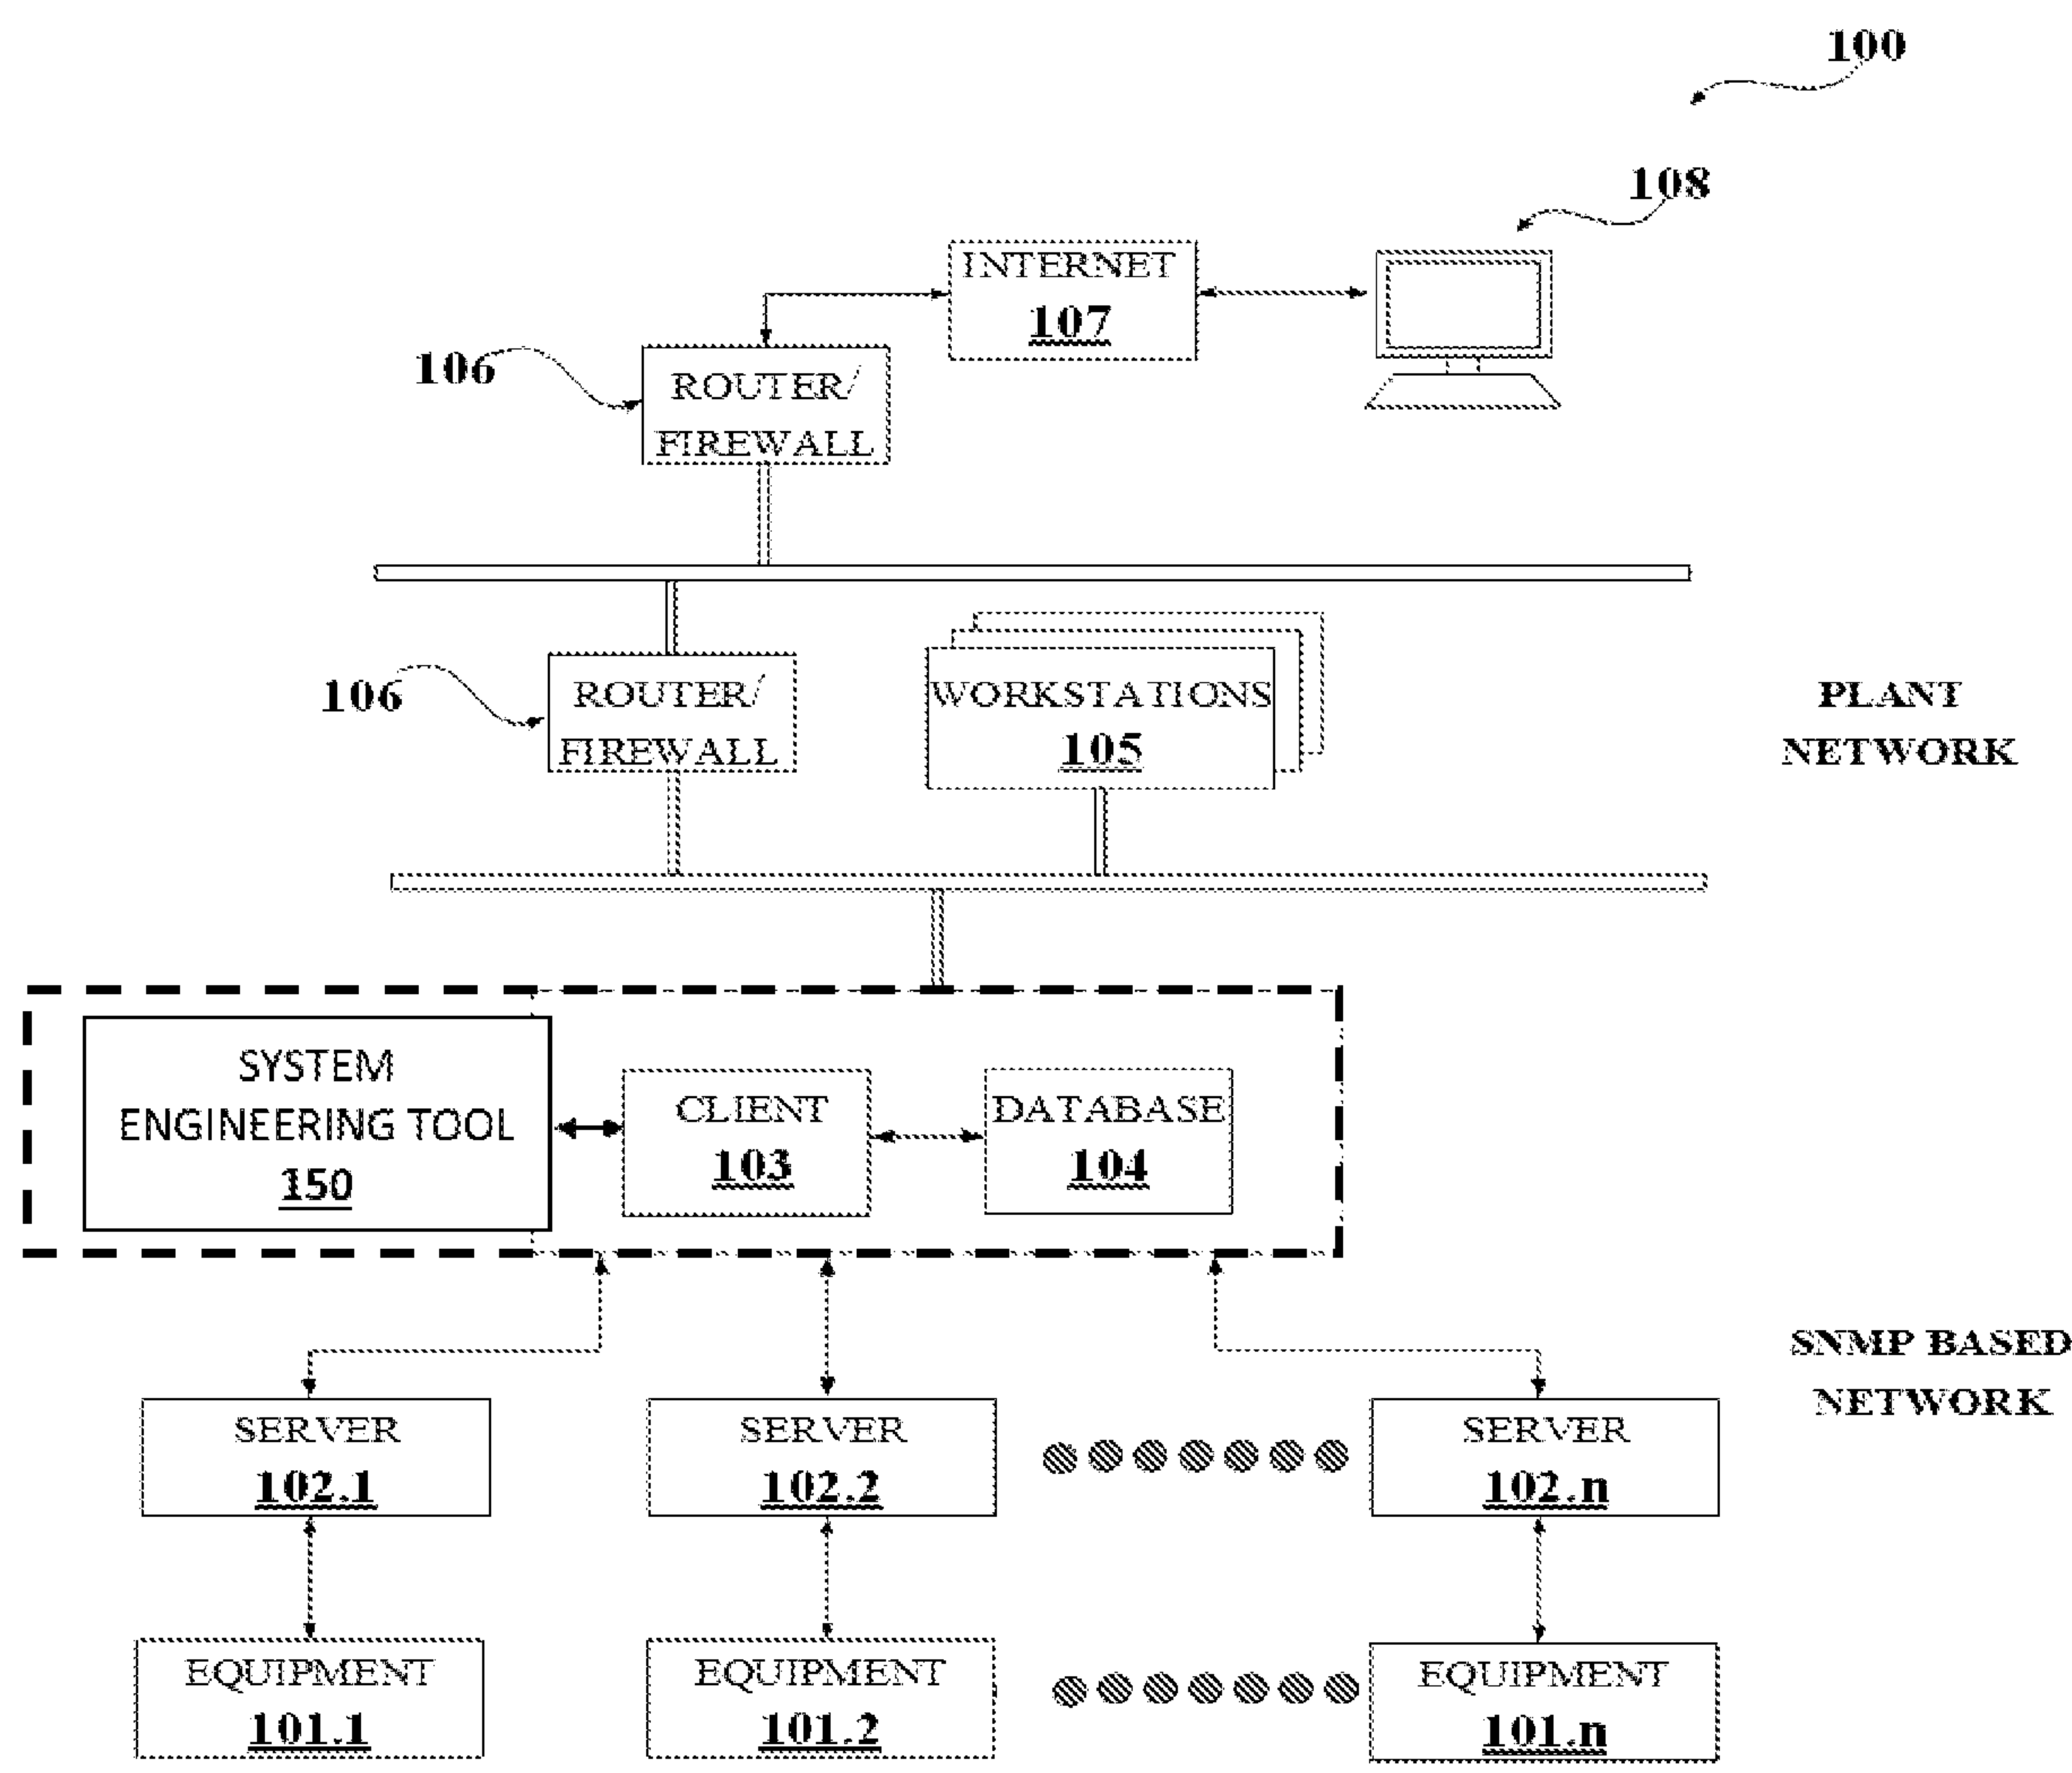 100
108
INTERNET
107
106
ROUTER/
FIREWALL
106
ROUTER/
FIREWALL
WORKSTATIONS
105
PLANT
NETWORK
SYSTEM
ENGINEERING TOOL
150
CLIENT
103
DATABASE
104
SNMP BASED
NETWORK
SERVER
102.1
SERVER
102.2
SERVER
102.n
EQUIPMENT
101.1
EQUIPMENT
101.2
EQUIPMENT
101.n